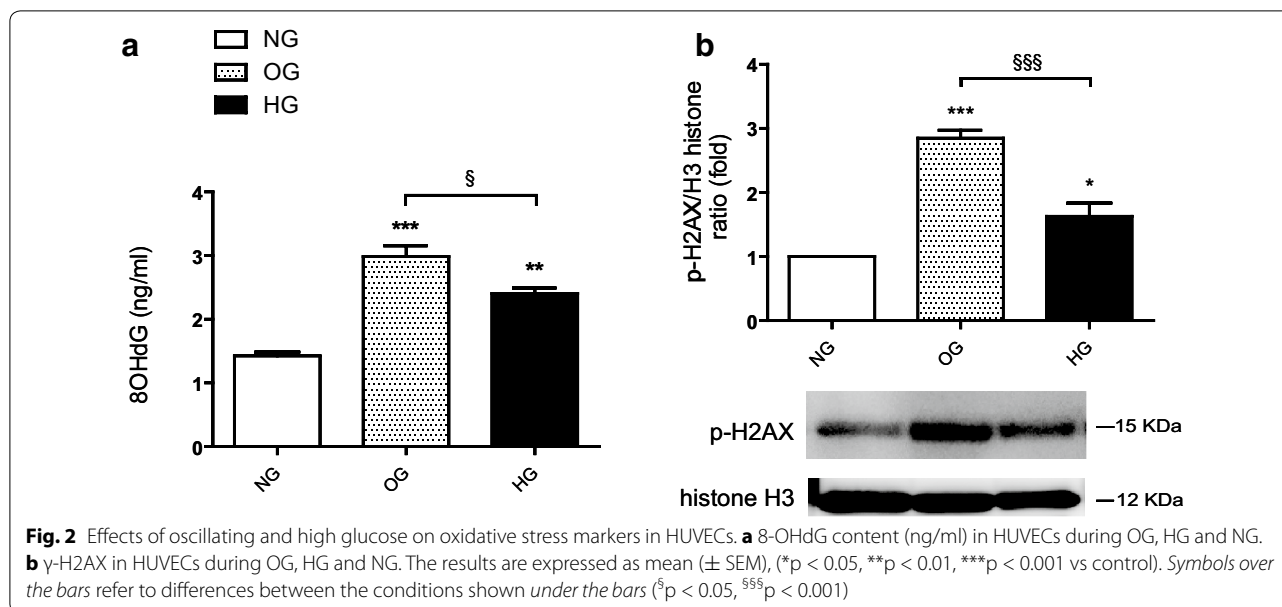 a
NG
OG
HG
8OHdG (ng/ml)
4
3
2
1
0
***
**
§
NG
OG
HG
b
p-H2AX/H3 histone
ratio (fold)
4
3
2
1
0
***
*
§§§
NG
OG
HG
p-H2AX
—15 KDa
histone H3
—12 KDa
Fig. 2 Effects of oscillating and high glucose on oxidative stress markers in HUVECs. a 8-OHdG content (ng/ml) in HUVECs during OG, HG and NG.
b γ-H2AX in HUVECs during OG, HG and NG. The results are expressed as mean (± SEM), (*p < 0.05, **p < 0.01, ***p < 0.001 vs control). Symbols over
the bars refer to differences between the conditions shown under the bars (§p < 0.05, §§§p < 0.001)